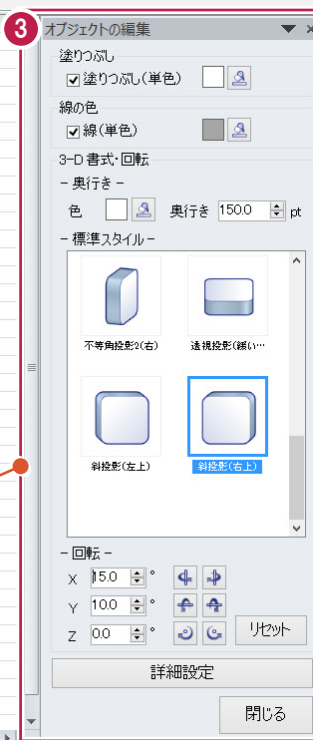 3
オブジェクトの編集
塗りつぶし
塗りつぶし(単色)
線の色
線(単色)
3-D 書式・回転
- 奥行き -
色 奥行き 150.0 pt
- 標準スタイル -
不等角投影2(右) 透視投影(緩い…
斜投影(左上) 斜投影(右上)
- 回転 -
X 15.0 °
Y 10.0 °
Z 0.0 ° リセット
詳細設定
閉じる